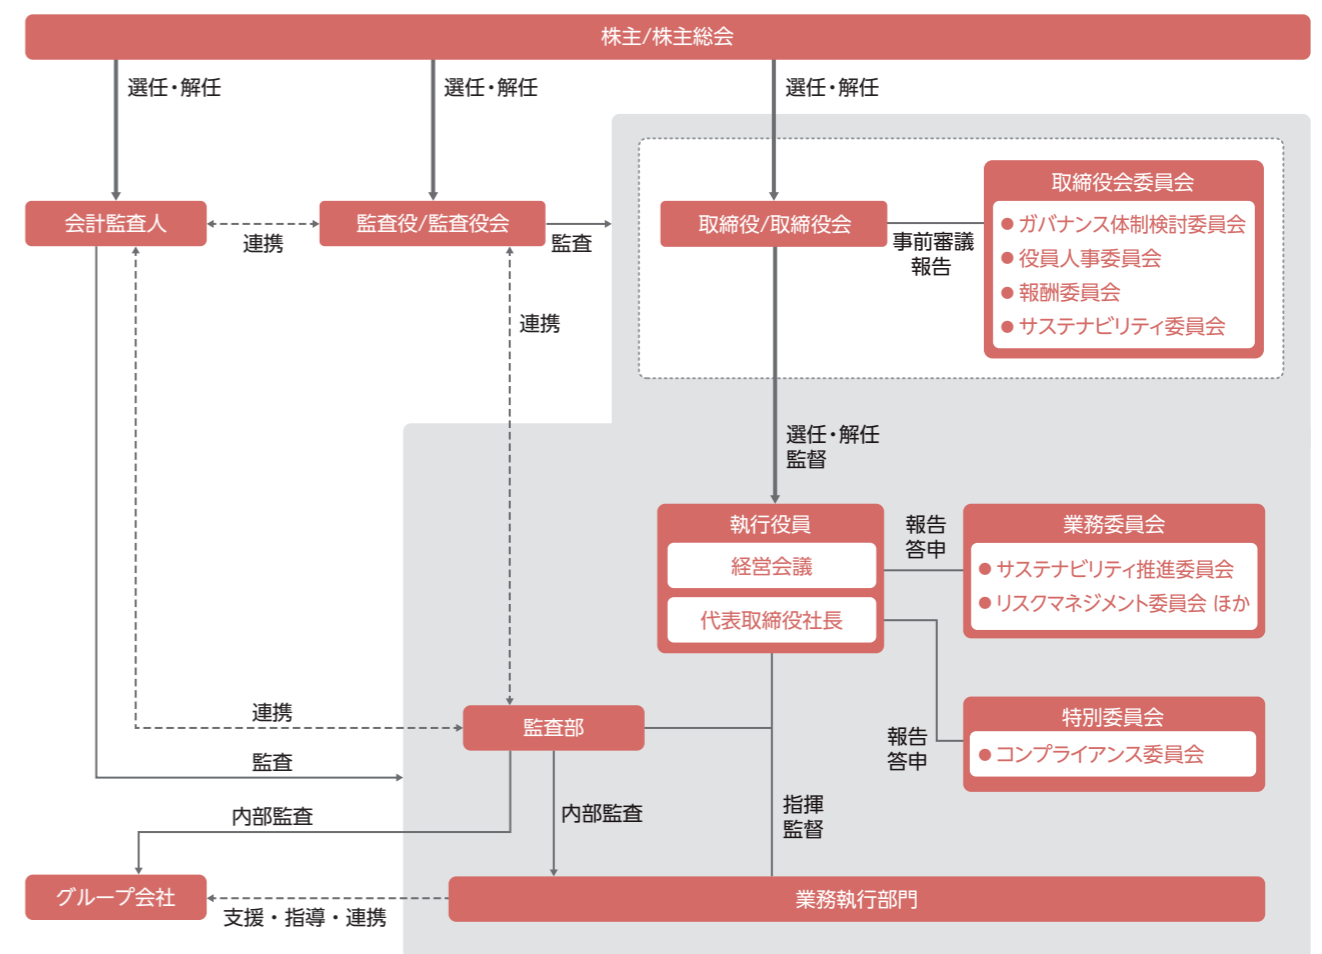 株主/株主総会
選任・解任
選任・解任
選任・解任
会計監査人
連携
監査役/監査役会
監査
取締役/取締役会
事前審議
報告
取締役会委員会
● ガバナンス体制検討委員会
● 役員人事委員会
● 報酬委員会
● サステナビリティ委員会
連携
選任・解任
監督
執行役員
経営会議
代表取締役社長
報告
答申
業務委員会
● サステナビリティ推進委員会
● リスクマネジメント委員会 ほか
報告
答申
特別委員会
● コンプライアンス委員会
連携
監査部
監査
内部監査
内部監査
指揮
監督
グループ会社
支援・指導・連携
業務執行部門